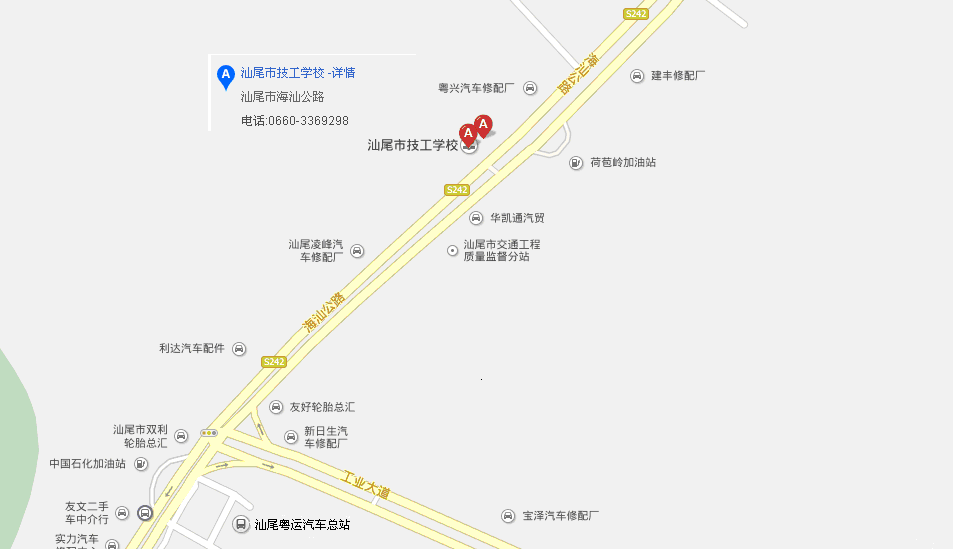 S242
海汕公路
建丰修配厂
粤兴汽车修配厂
A
汕尾市技工学校 -详情
汕尾市海汕公路
电话:0660-3369298
A
A
汕尾市技工学校
荷苞岭加油站
S242
华凯通汽贸
汕尾市交通工程
质量监督分站
汕尾凌峰汽
车修配厂
海汕公路
利达汽车配件
S242
友好轮胎总汇
新日生汽
车修配厂
汕尾市双利
轮胎总汇
中国石化加油站
工业大道
友文二手
车中介行
汕尾粤运汽车总站
宝泽汽车修配厂
实力汽车